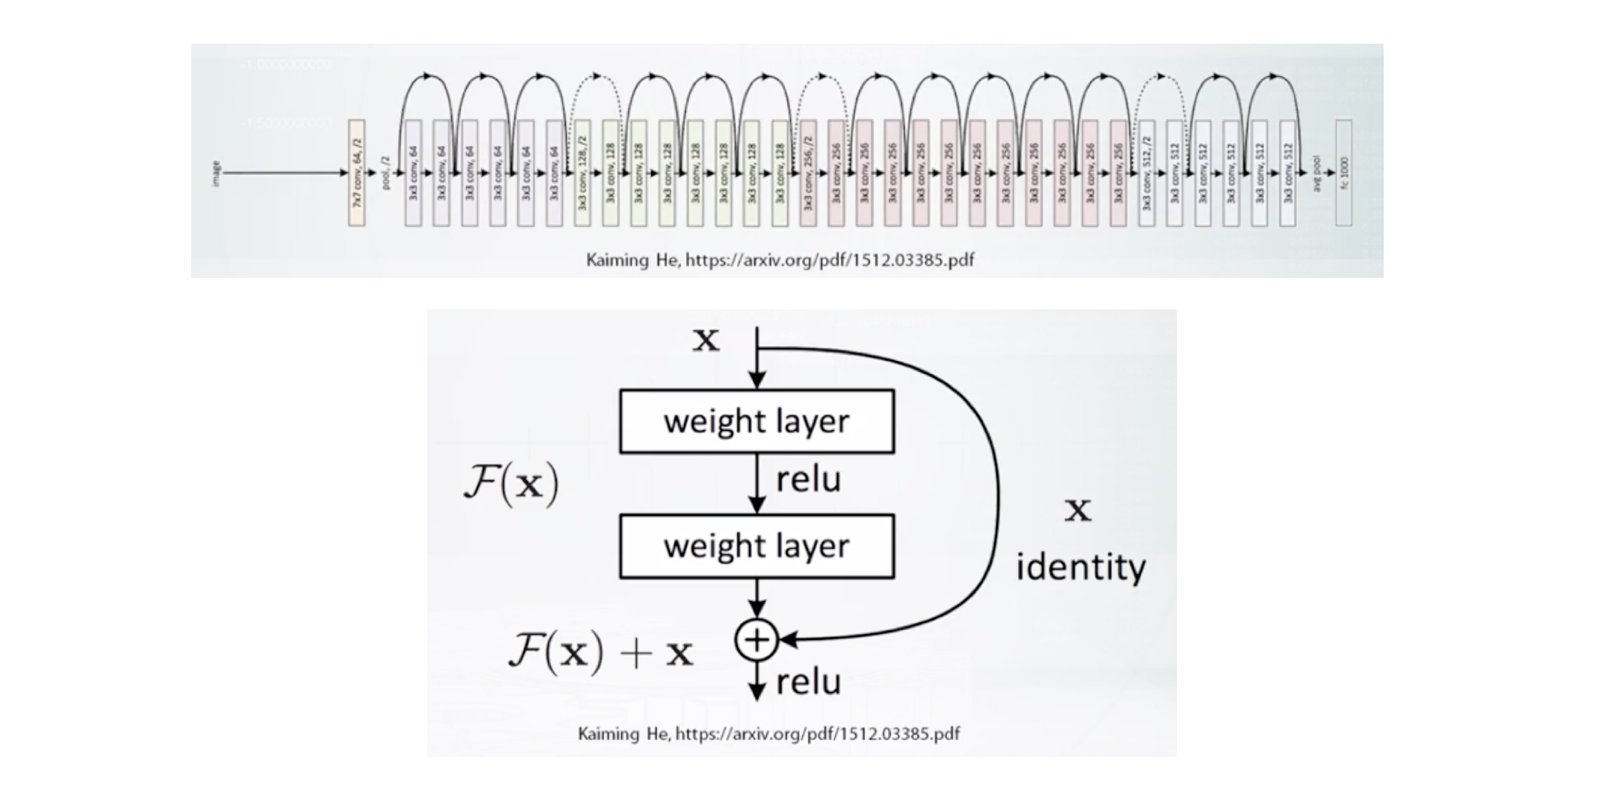 image
7x7 conv, 64, /2
pool, /2
3x3 conv, 64
3x3 conv, 64
3x3 conv, 64
3x3 conv, 64
3x3 conv, 64
3x3 conv, 64
3x3 conv, 128, /2
3x3 conv, 128
3x3 conv, 128
3x3 conv, 128
3x3 conv, 128
3x3 conv, 128
3x3 conv, 128
3x3 conv, 128
3x3 conv, 256, /2
3x3 conv, 256
3x3 conv, 256
3x3 conv, 256
3x3 conv, 256
3x3 conv, 256
3x3 conv, 256
3x3 conv, 256
3x3 conv, 256
3x3 conv, 256
3x3 conv, 256
3x3 conv, 256
3x3 conv, 512, /2
3x3 conv, 512
3x3 conv, 512
3x3 conv, 512
3x3 conv, 512
3x3 conv, 512
avg pool
fc 1000
Kaiming He, https://arxiv.org/pdf/1512.03385.pdf
x
weight layer
F(x)
relu
x
weight layer
identity
F(x) + x
+
relu
Kaiming He, https://arxiv.org/pdf/1512.03385.pdf